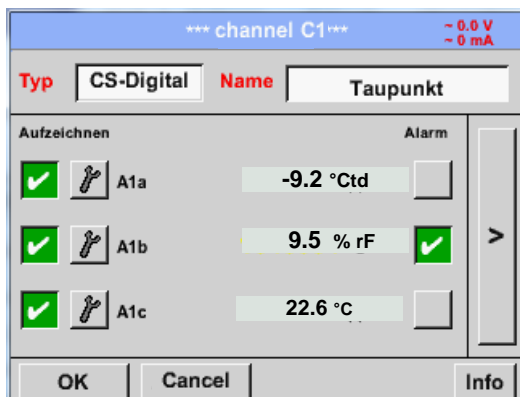 *** channel C1 ***
~ 0.0 V
~ 0 mA
Typ CS-Digital Name Taupunkt
Aufzeichnen Alarm
A1a -9.2 °Ctd
A1b 9.5 % rF
A1c 22.6 °C
>
OK Cancel Info